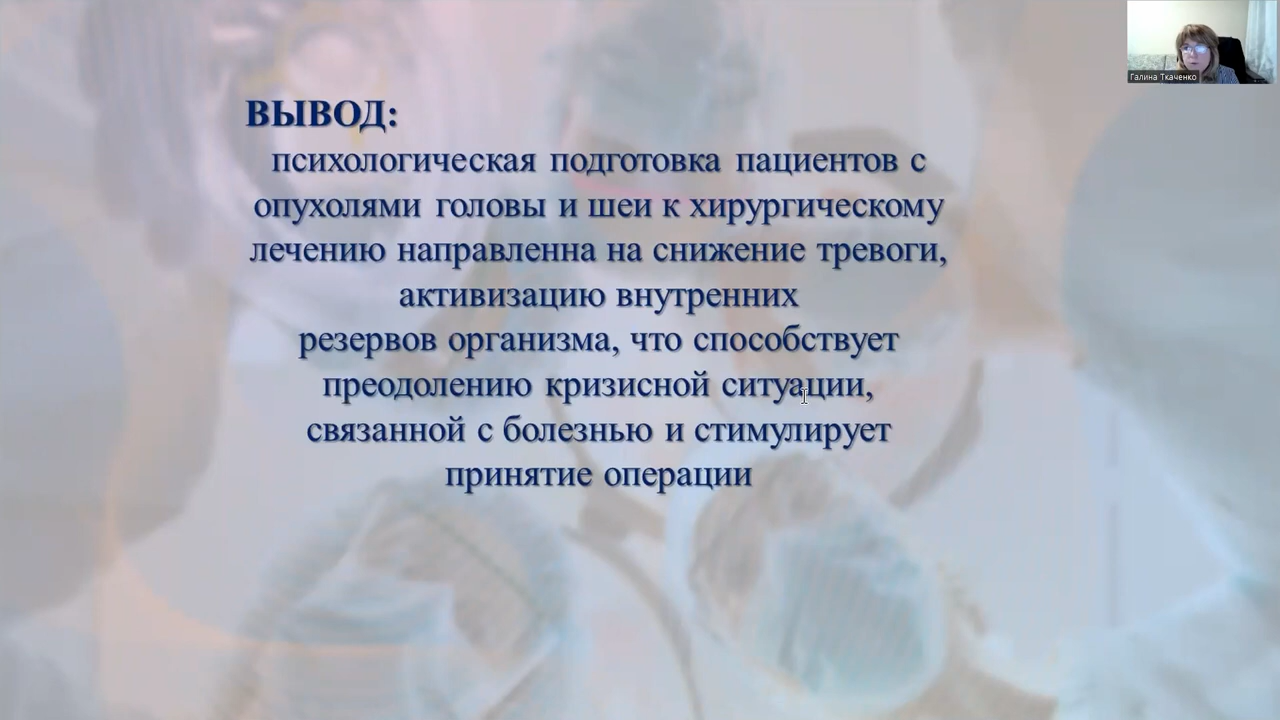 Галина Ткаченко
ВЫВОД:
психологическая подготовка пациентов с
опухолями головы и шеи к хирургическому
лечению направленна на снижение тревоги,
активизацию внутренних
резервов организма, что способствует
преодолению кризисной ситуации,
связанной с болезнью и стимулирует
принятие операции